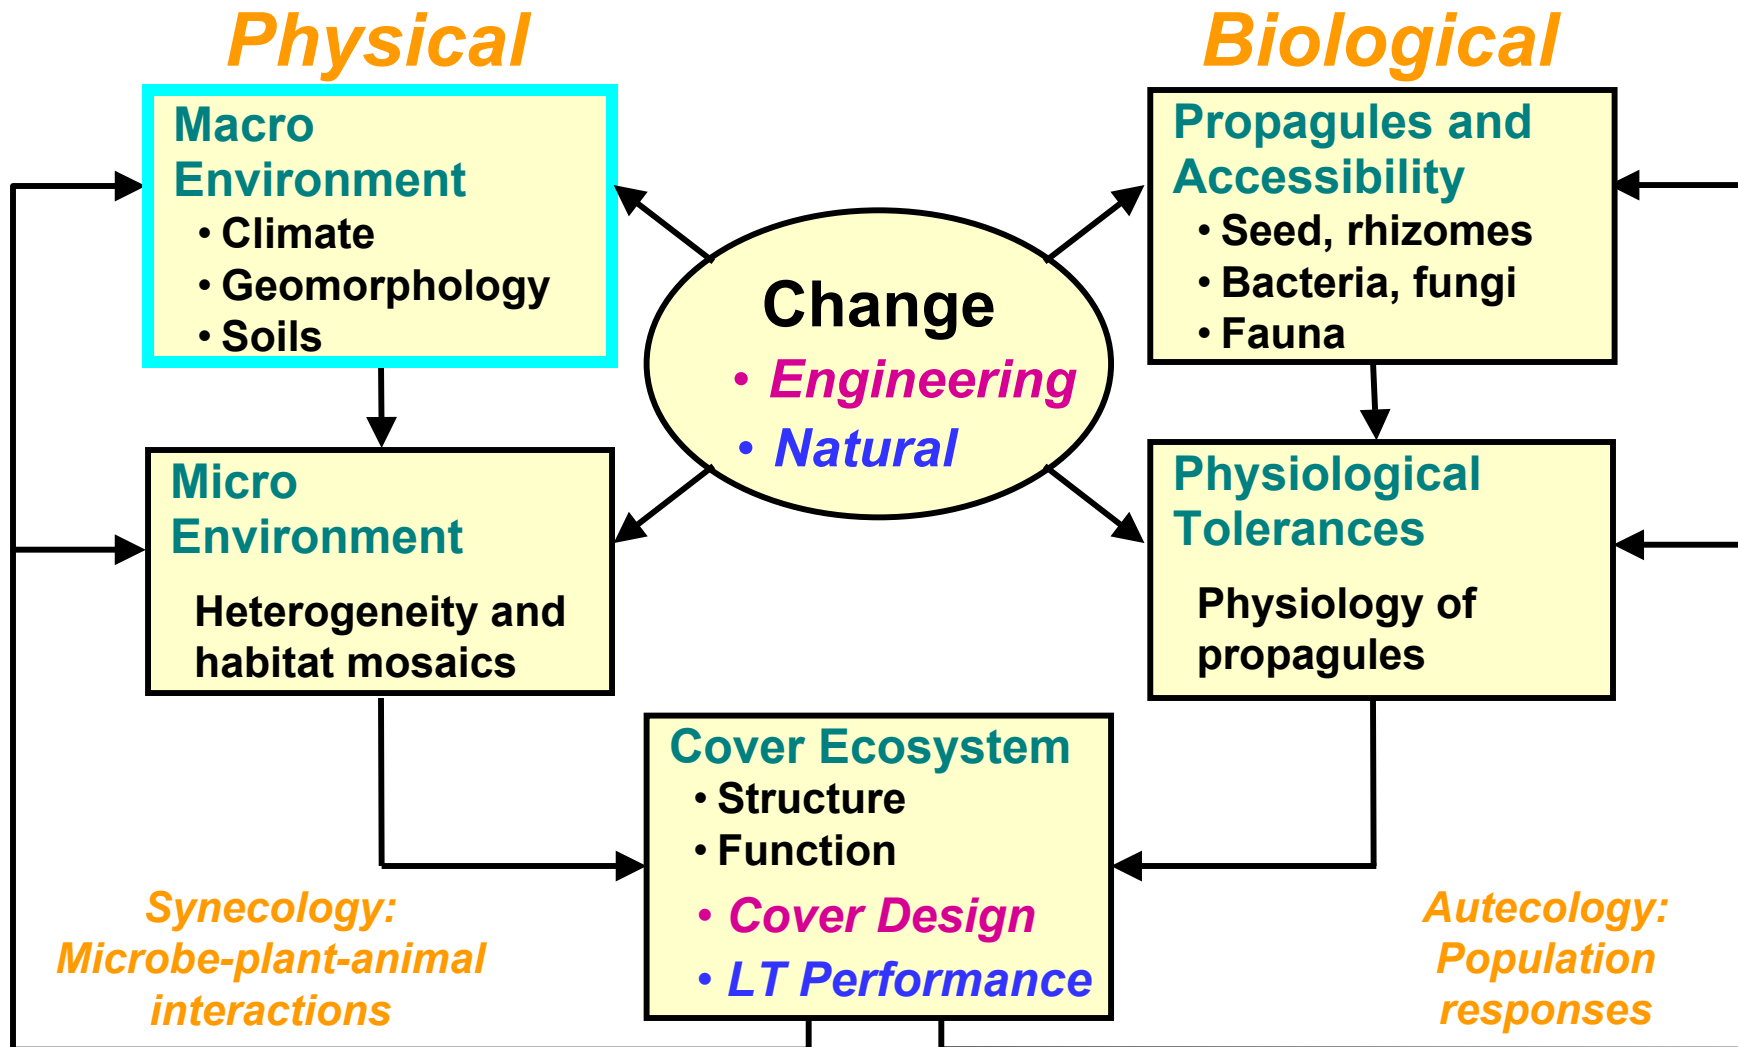 Physical
Biological
Macro
Environment
• Climate
• Geomorphology
• Soils
Propagules and
Accessibility
• Seed, rhizomes
• Bacteria, fungi
• Fauna
Change
• Engineering
• Natural
Micro
Environment
Heterogeneity and
habitat mosaics
Physiological
Tolerances
Physiology of
propagules
Cover Ecosystem
• Structure
• Function
• Cover Design
• LT Performance
Synecology:
Microbe-plant-animal
interactions
Autecology:
Population
responses